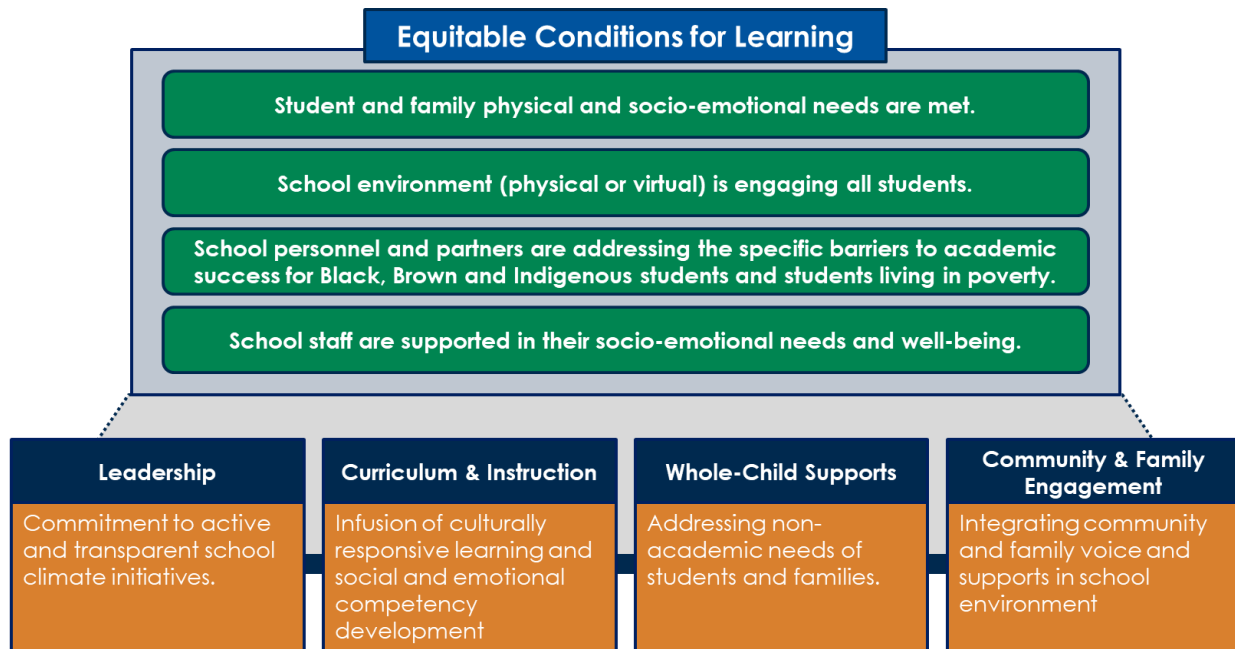 Equitable Conditions for Learning
Student and family physical and socio-emotional needs are met.
School environment (physical or virtual) is engaging all students.
School personnel and partners are addressing the specific barriers to academic
success for Black, Brown and Indigenous students and students living in poverty.
School staff are supported in their socio-emotional needs and well-being.
Leadership
Commitment to active
and transparent school
climate initiatives.
Curriculum & Instruction
Infusion of culturally
responsive learning and
social and emotional
competency
development
Whole-Child Supports
Addressing non-
academic needs of
students and families.
Community & Family
Engagement
Integrating community
and family voice and
supports in school
environment